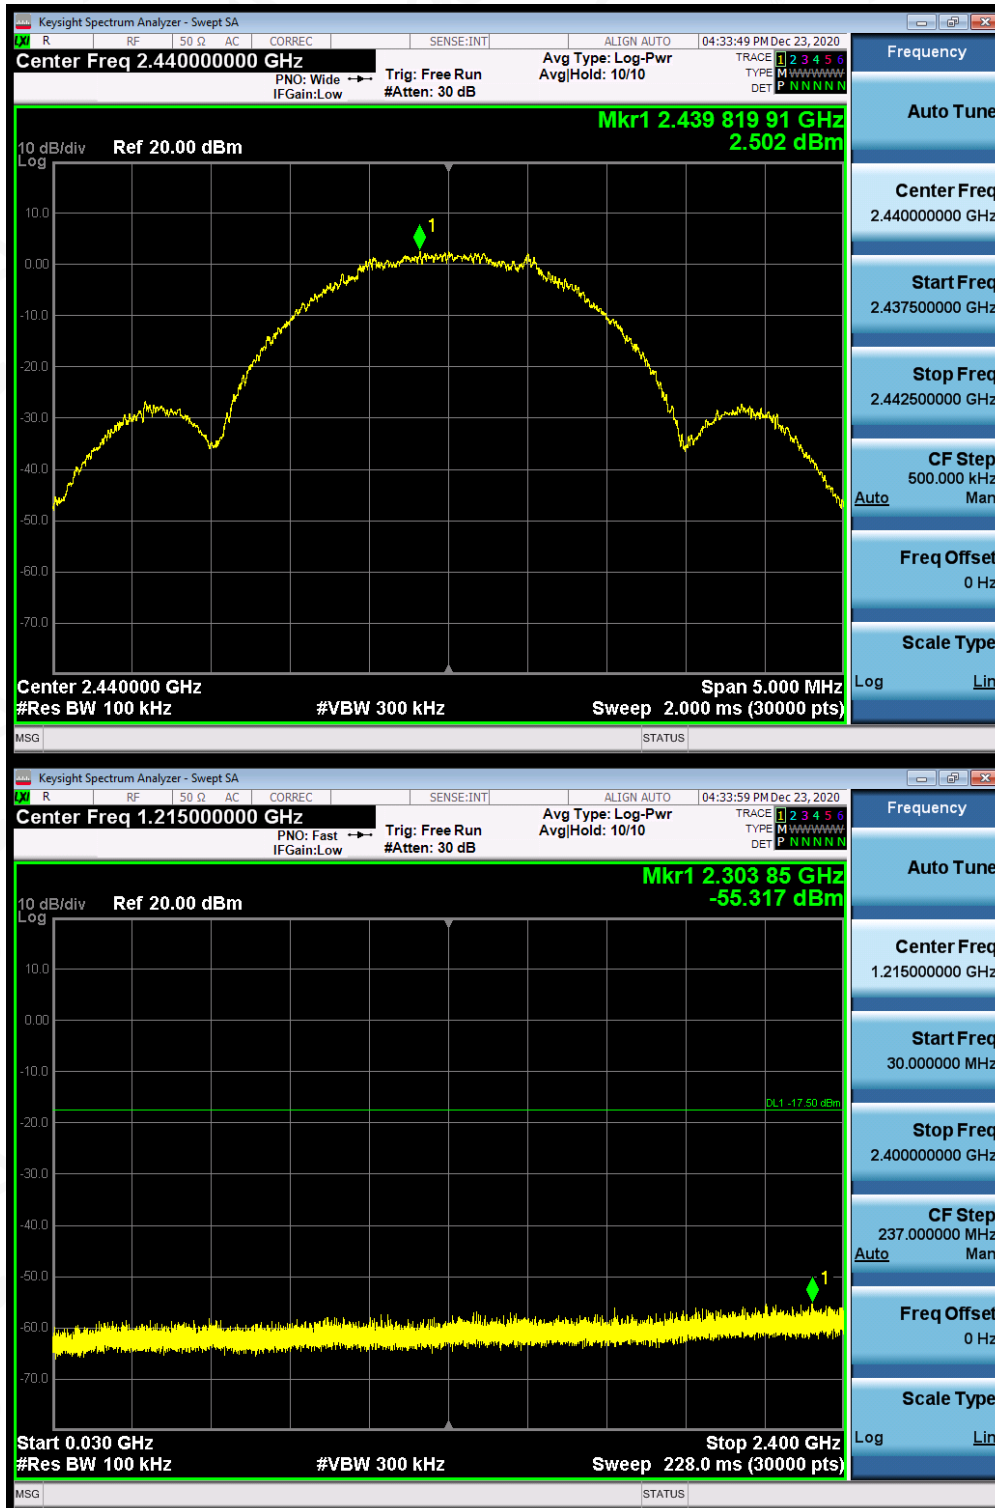 Keysight Spectrum Analyzer - Swept SA
LXI R RF 50 Ω AC CORREC SENSE:INT ALIGN AUTO 04:33:49 PM Dec 23, 2020
Center Freq 2.440000000 GHz
PNO: Wide
IFGain:Low
Trig: Free Run
#Atten: 30 dB
Avg Type: Log-Pwr
Avg|Hold: 10/10
TRACE 1 2 3 4 5 6
TYPE M WWWWW
DET P N N N N N
Mkr1 2.439 819 91 GHz
2.502 dBm
10 dB/div Ref 20.00 dBm
Log
10.0
0.00
-10.0
-20.0
-30.0
-40.0
-50.0
-60.0
-70.0
1
Center 2.440000 GHz Span 5.000 MHz
#Res BW 100 kHz #VBW 300 kHz Sweep 2.000 ms (30000 pts)
MSG STATUS
Frequency
Auto Tune
Center Freq
2.440000000 GHz
Start Freq
2.437500000 GHz
Stop Freq
2.442500000 GHz
CF Step
500.000 kHz
Auto Man
Freq Offset
0 Hz
Scale Type
Log Lin
Keysight Spectrum Analyzer - Swept SA
LXI R RF 50 Ω AC CORREC SENSE:INT ALIGN AUTO 04:33:59 PM Dec 23, 2020
Center Freq 1.215000000 GHz
PNO: Fast
IFGain:Low
Trig: Free Run
#Atten: 30 dB
Avg Type: Log-Pwr
Avg|Hold: 10/10
TRACE 1 2 3 4 5 6
TYPE M WWWWW
DET P N N N N N
Mkr1 2.303 85 GHz
-55.317 dBm
10 dB/div Ref 20.00 dBm
Log
10.0
0.00
-10.0
-20.0
-30.0
-40.0
-50.0
-60.0
-70.0
DL1 -17.50 dBm
1
Start 0.030 GHz Stop 2.400 GHz
#Res BW 100 kHz #VBW 300 kHz Sweep 228.0 ms (30000 pts)
MSG STATUS
Frequency
Auto Tune
Center Freq
1.215000000 GHz
Start Freq
30.000000 MHz
Stop Freq
2.400000000 GHz
CF Step
237.000000 MHz
Auto Man
Freq Offset
0 Hz
Scale Type
Log Lin